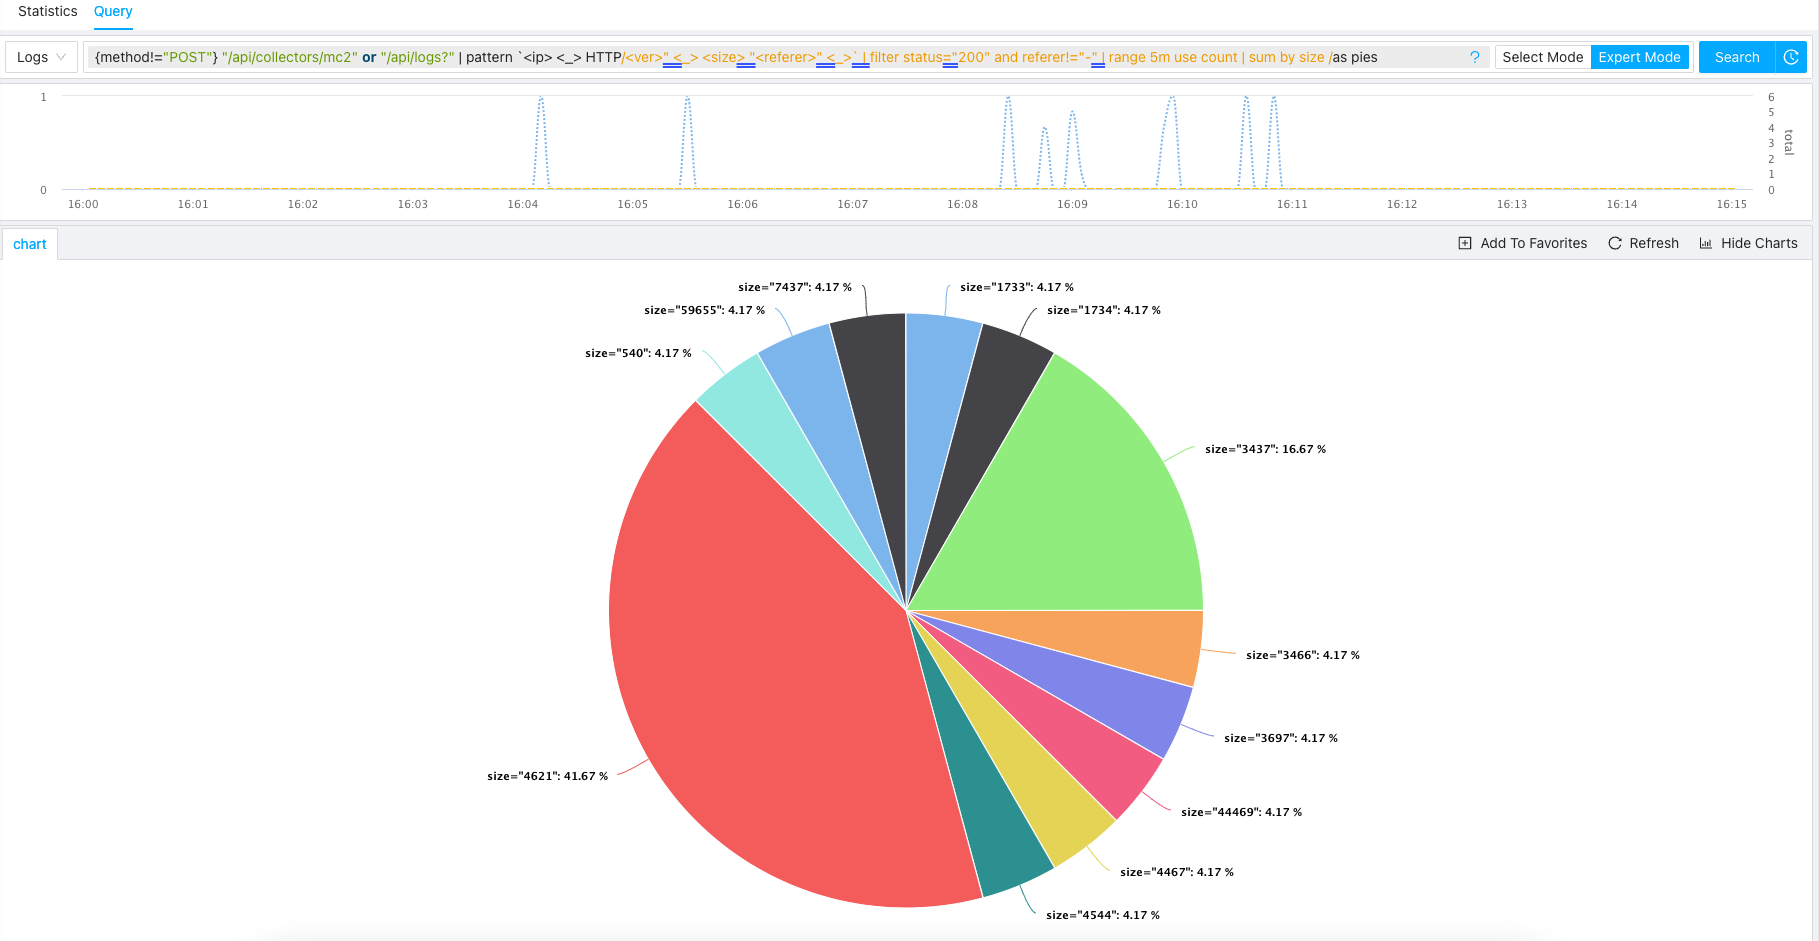 Statistics Query
Logs {method!="POST"} "/api/collectors/mc2" or "/api/logs?" | pattern `<ip> <_> HTTP/<ver>" <_> <size> "<referer>" <_>` | filter status="200" and referer!="-" | range 5m use count | sum by size /as pies ? Select Mode Expert Mode Search
1 6
5
4
3
2
0 1
0
total
16:00 16:01 16:02 16:03 16:04 16:05 16:06 16:07 16:08 16:09 16:10 16:11 16:12 16:13 16:14 16:15
chart Add To Favorites Refresh Hide Charts
size="7437": 4.17 % size="1733": 4.17 %
size="59655": 4.17 % size="1734": 4.17 %
size="540": 4.17 %
size="3437": 16.67 %
size="3466": 4.17 %
size="3697": 4.17 %
size="4621": 41.67 %
size="44469": 4.17 %
size="4467": 4.17 %
size="4544": 4.17 %